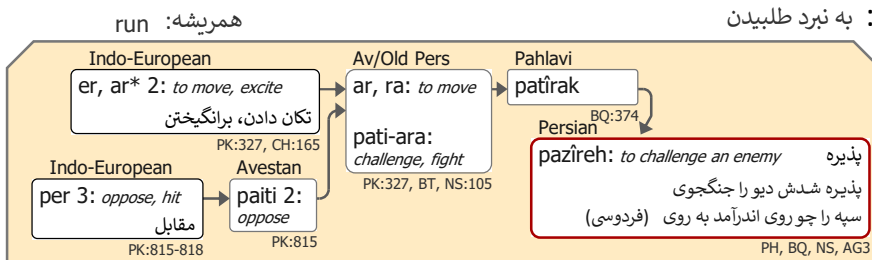 : به نبرد طلبیدن
همریشه: run
Indo-European
er, ar* 2: to move, excite
تکان دادن، برانگیختن
PK:327, CH:165
Indo-European
per 3: oppose, hit
مقابل
PK:815-818
Avestan
paiti 2:
oppose
PK:815
Av/Old Pers
ar, ra: to move
pati-ara:
challenge, fight
PK:327, BT, NS:105
Pahlavi
patîrak
BQ:374
Persian
pazîreh: to challenge an enemy پذیره
پذیره شدش دیو را جنگجوی
سپه را چو روی اندرآمد به روی (فردوسی)
PH, BQ, NS, AG3